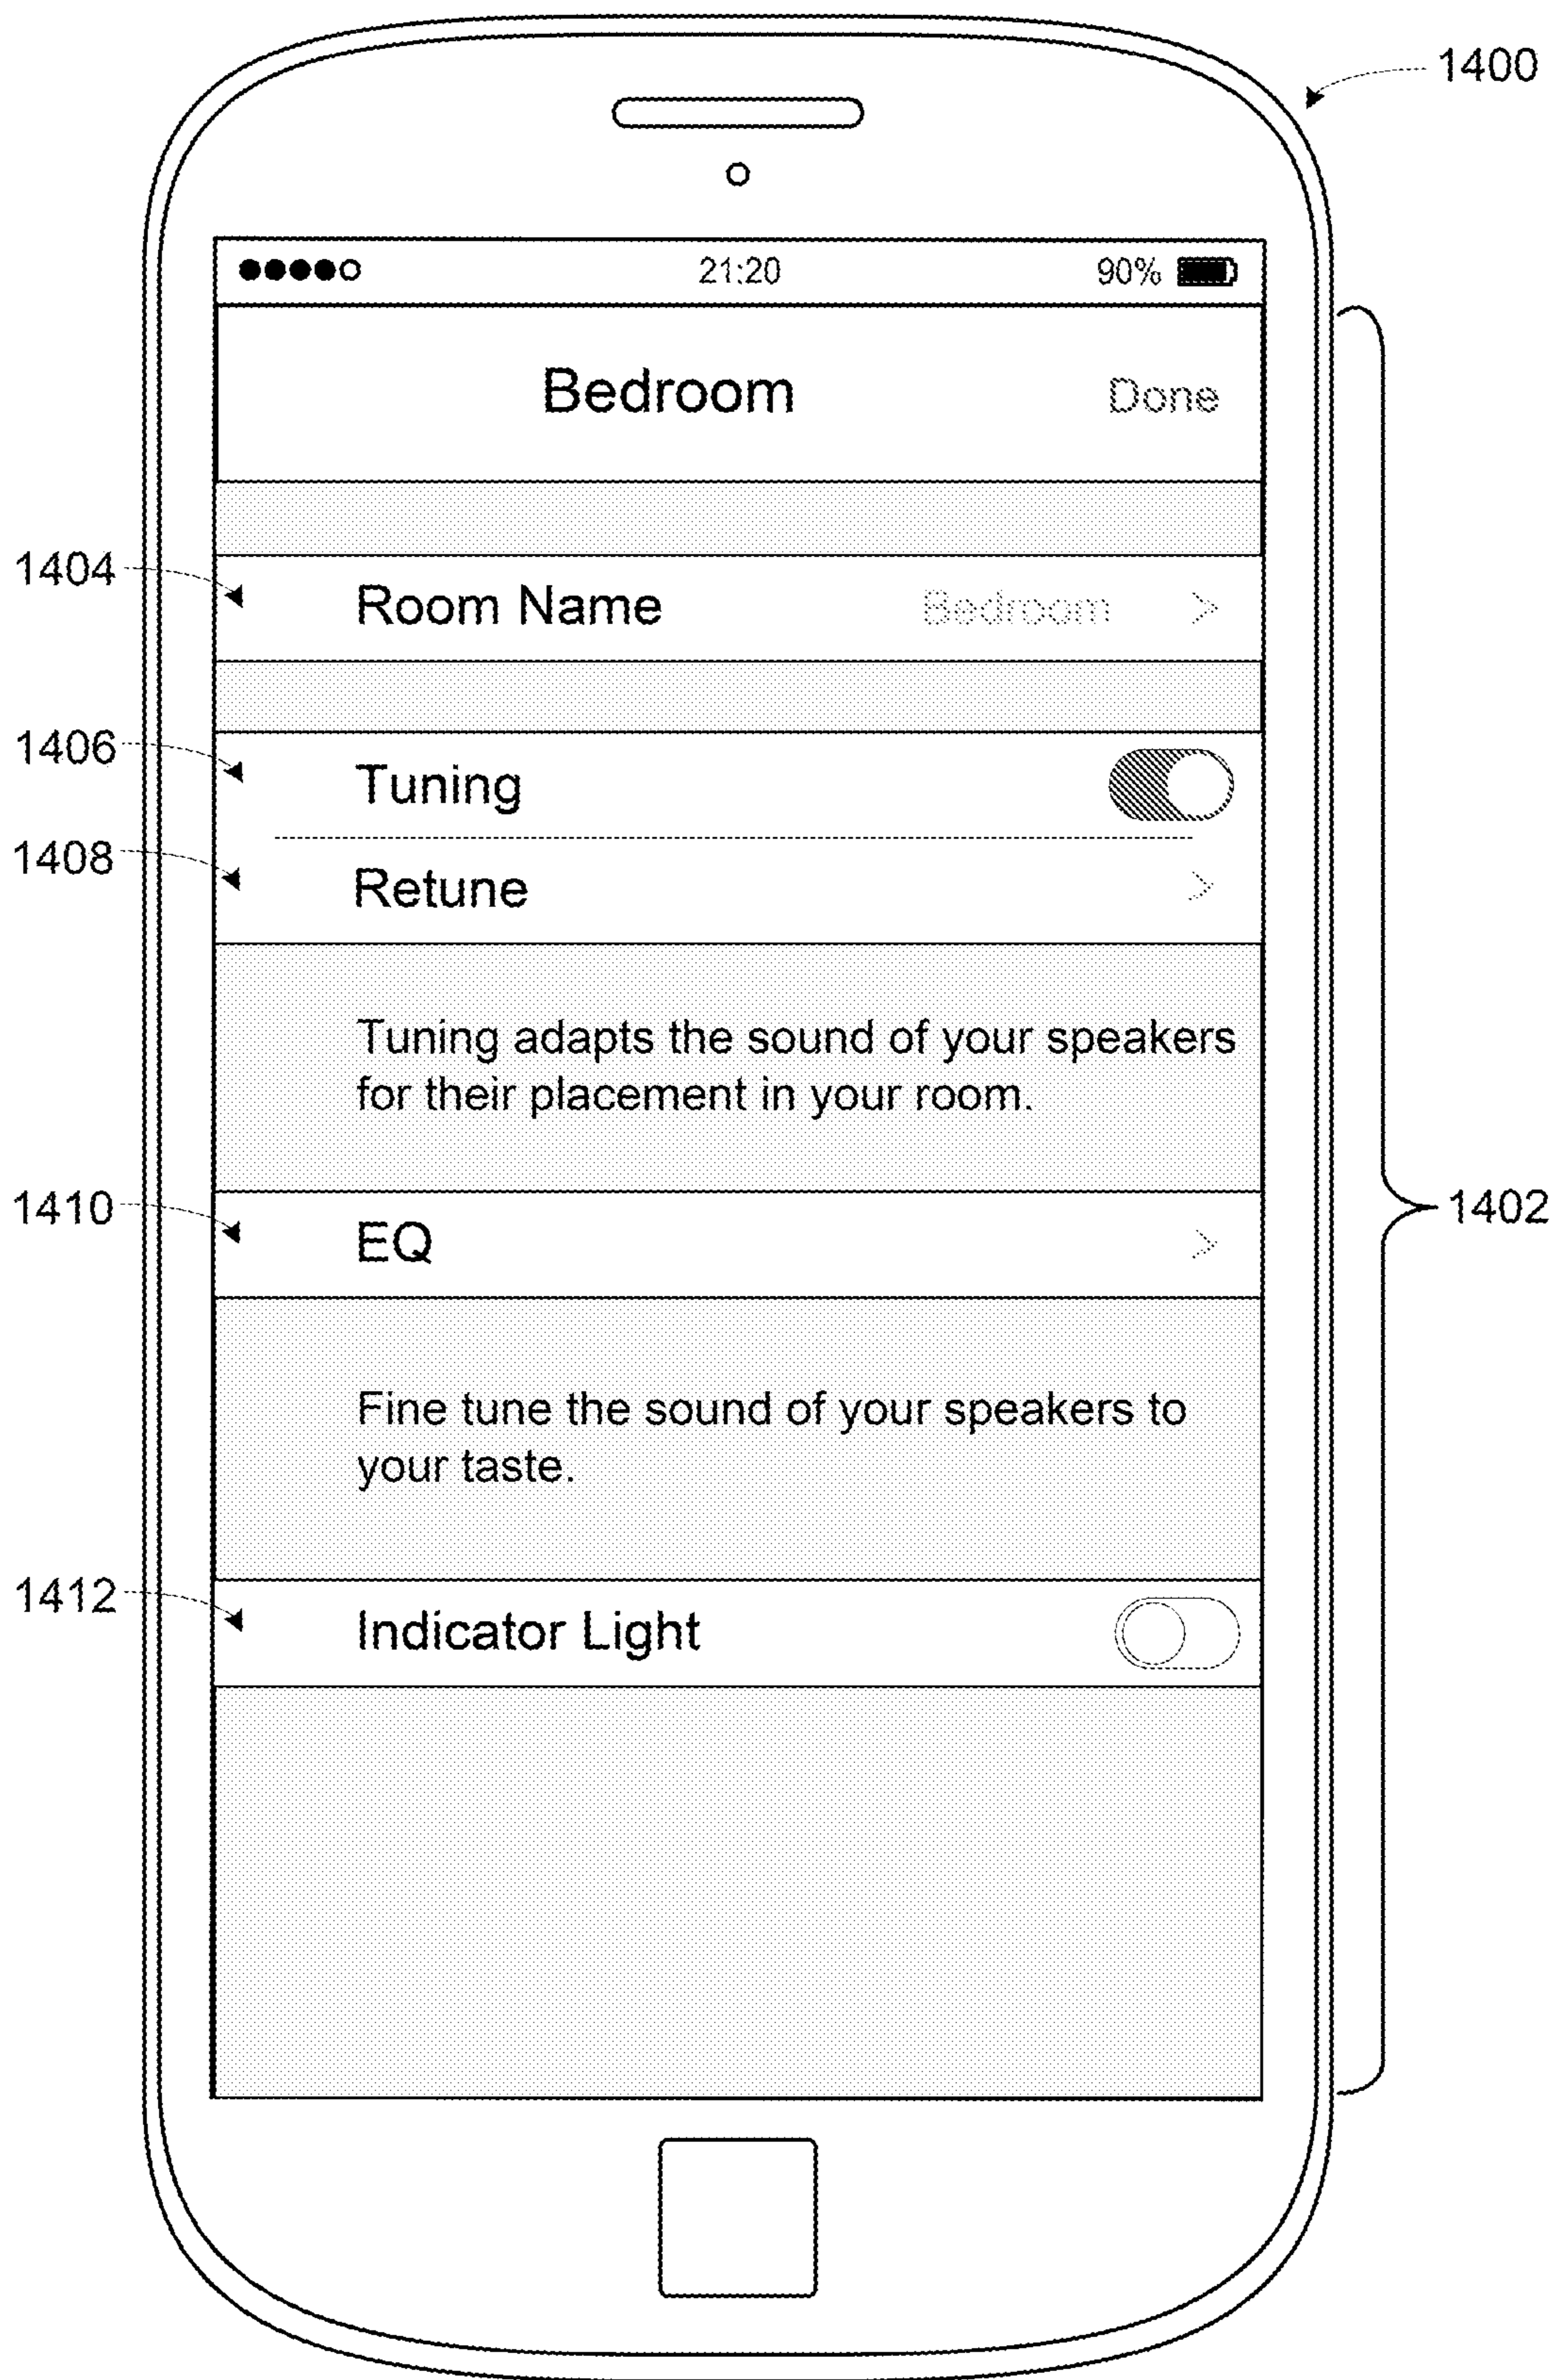 1400
21:20 90%
Bedroom Done
1404
Room Name Bedroom >
1406
Tuning
1408
Retune >
Tuning adapts the sound of your speakers
for their placement in your room.
1410
EQ >
1402
Fine tune the sound of your speakers to
your taste.
1412
Indicator Light